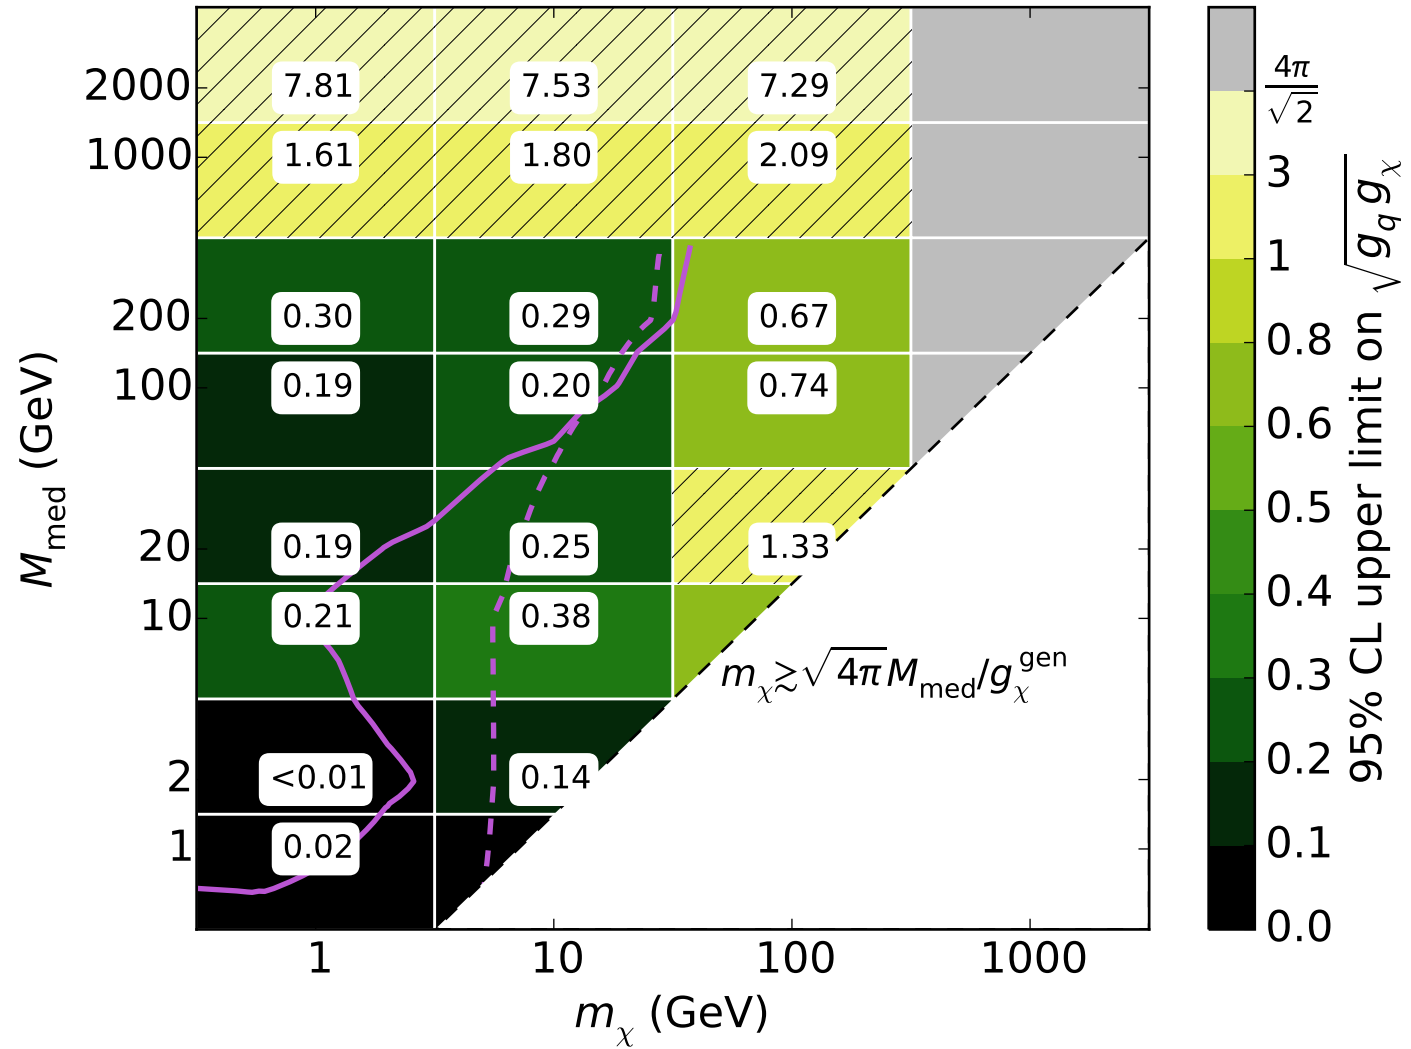 2000
1000
200
100
20
10
2
1
M_med (GeV)
7.81 7.53 7.29
1.61 1.80 2.09
0.30 0.29 0.67
0.19 0.20 0.74
0.19 0.25 1.33
0.21 0.38
<0.01 0.14
0.02
m_χ ≳ √4π M_med/g_χ^gen
1 10 100 1000
m_χ (GeV)
4π/√2
3
1
0.8
0.6
0.5
0.4
0.3
0.2
0.1
0.0
95% CL upper limit on √g_q g_χ